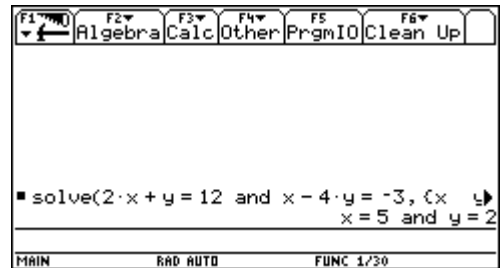 F1 F2 Algebra F3 Calc F4 Other F5 PrgmIO F6 Clean Up
■ solve(2·x + y = 12 and x - 4·y = ⁻3, {x y▶
x = 5 and y = 2
MAIN RAD AUTO FUNC 1/30